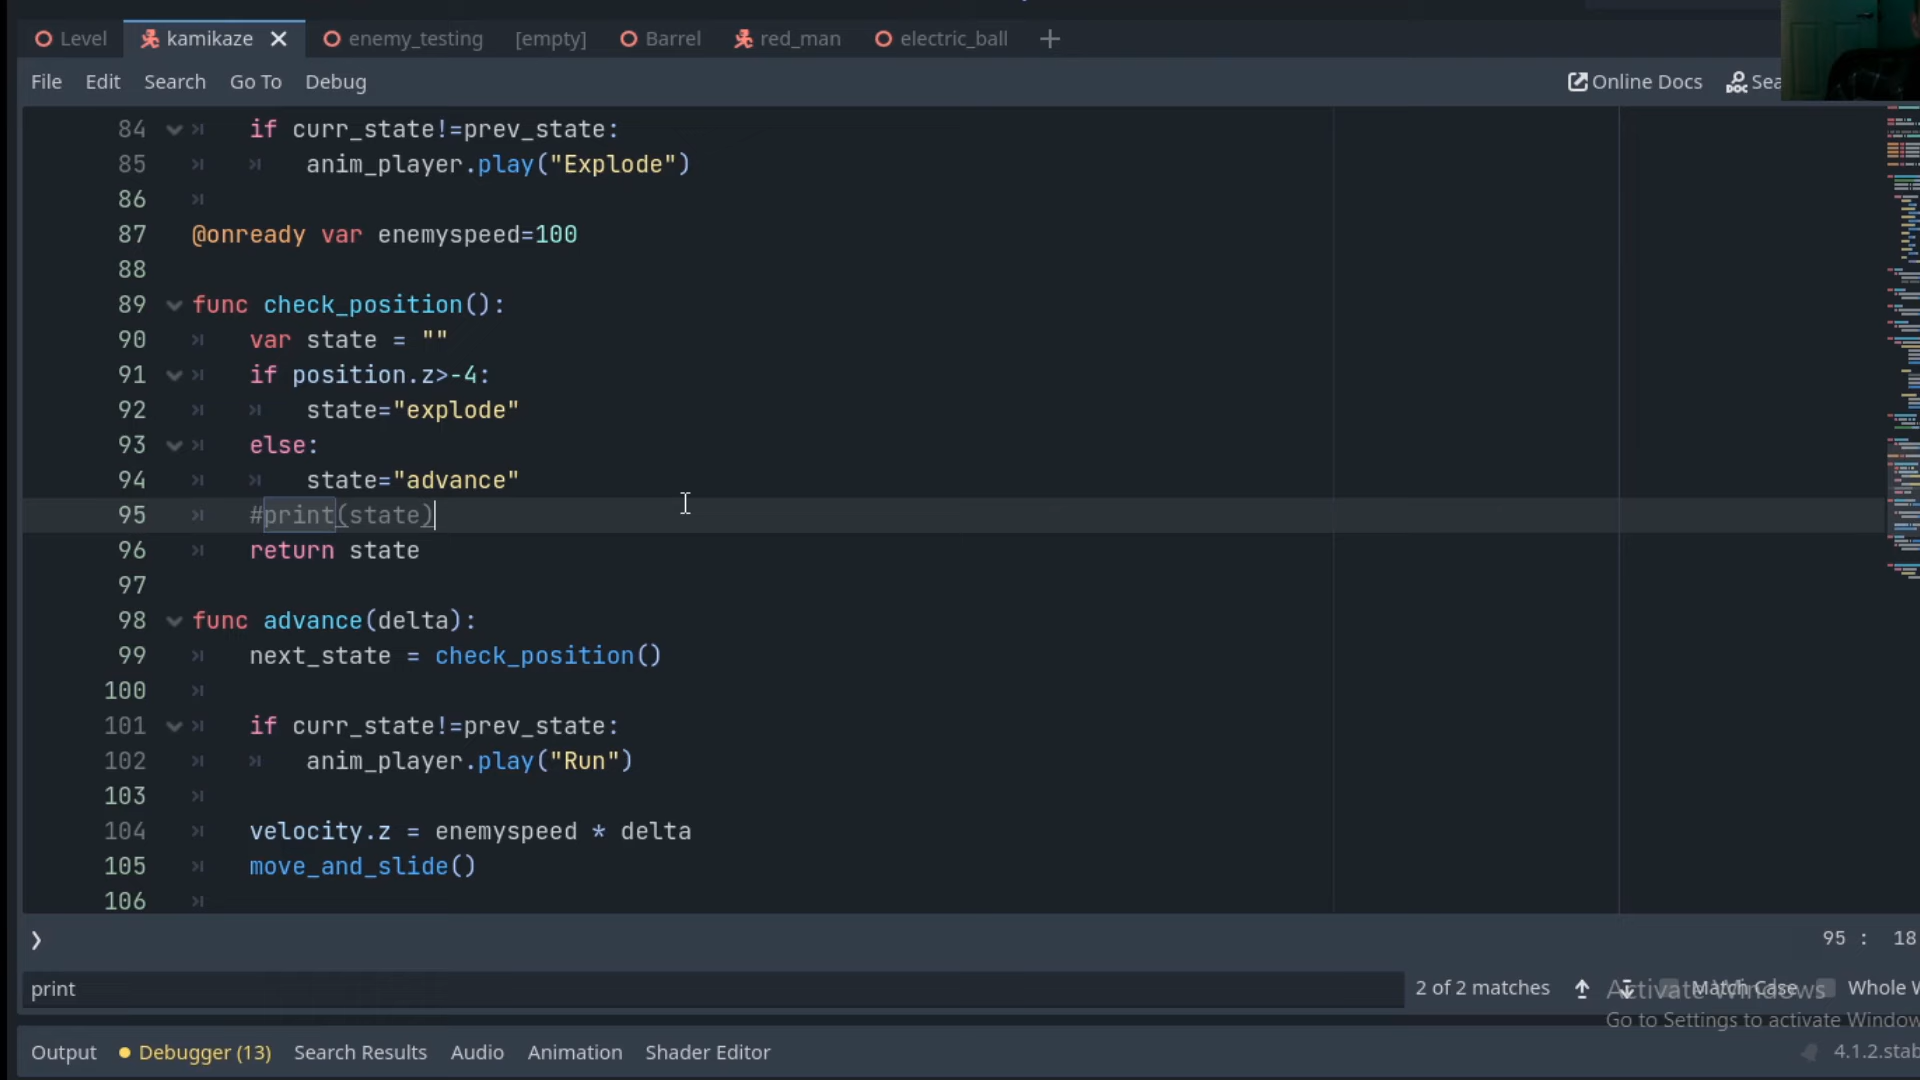 Level kamikaze enemy_testing [empty] Barrel red_man electric_ball
File Edit Search Go To Debug Online Docs
84 if curr_state!=prev_state:
85 anim_player.play("Explode")
86
87 @onready var enemyspeed=100
88
89 func check_position():
90 var state = ""
91 if position.z>-4:
92 state="explode"
93 else:
94 state="advance"
95 #print(state)
96 return state
97
98 func advance(delta):
99 next_state = check_position()
100
101 if curr_state!=prev_state:
102 anim_player.play("Run")
103
104 velocity.z = enemyspeed * delta
105 move_and_slide()
106
95 : 18
print 2 of 2 matches Match Case Whole
Activate Windows
Go to Settings to activate
Output Debugger (13) Search Results Audio Animation Shader Editor 4.1.2.